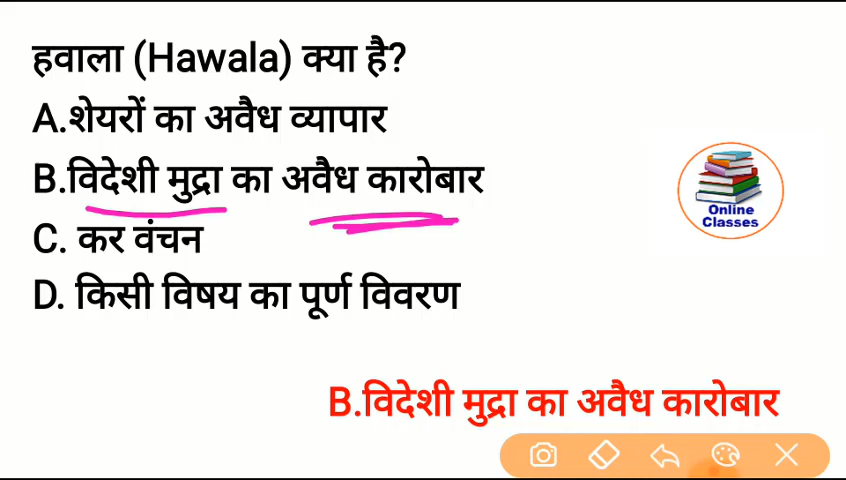 हवाला (Hawala) क्या है?
A.शेयरों का अवैध व्यापार
B.विदेशी मुद्रा का अवैध कारोबार
C. कर वंचन
D. किसी विषय का पूर्ण विवरण
Online
Classes
B.विदेशी मुद्रा का अवैध कारोबार